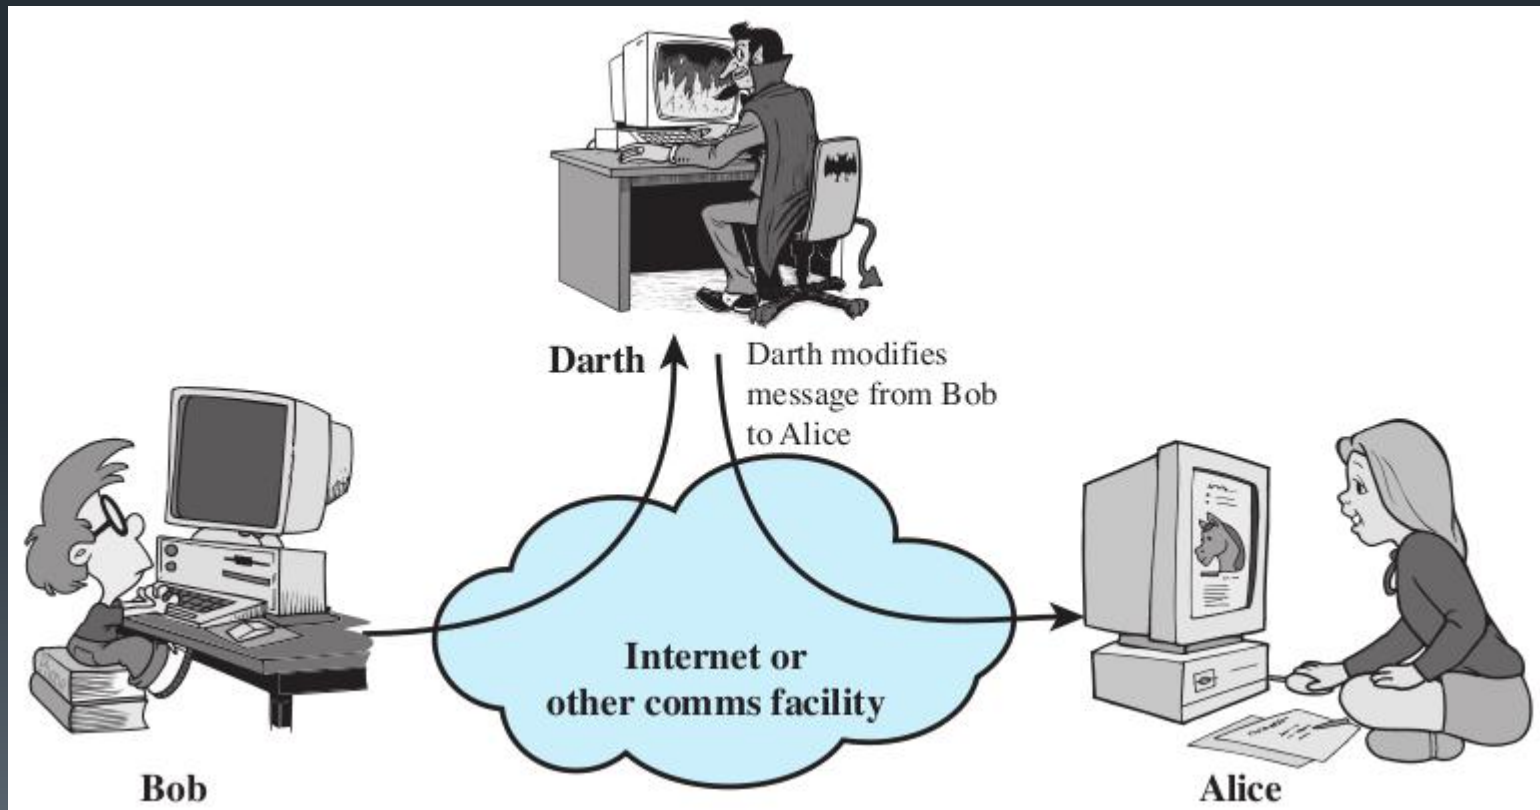 Darth
Darth modifies
message from Bob
to Alice
Internet or
other comms facility
Bob
Alice